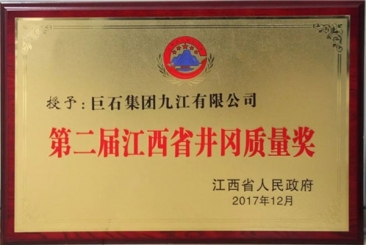 授予：巨石集团九江有限公司
第二届江西省井冈质量奖
江西省人民政府
2017年12月